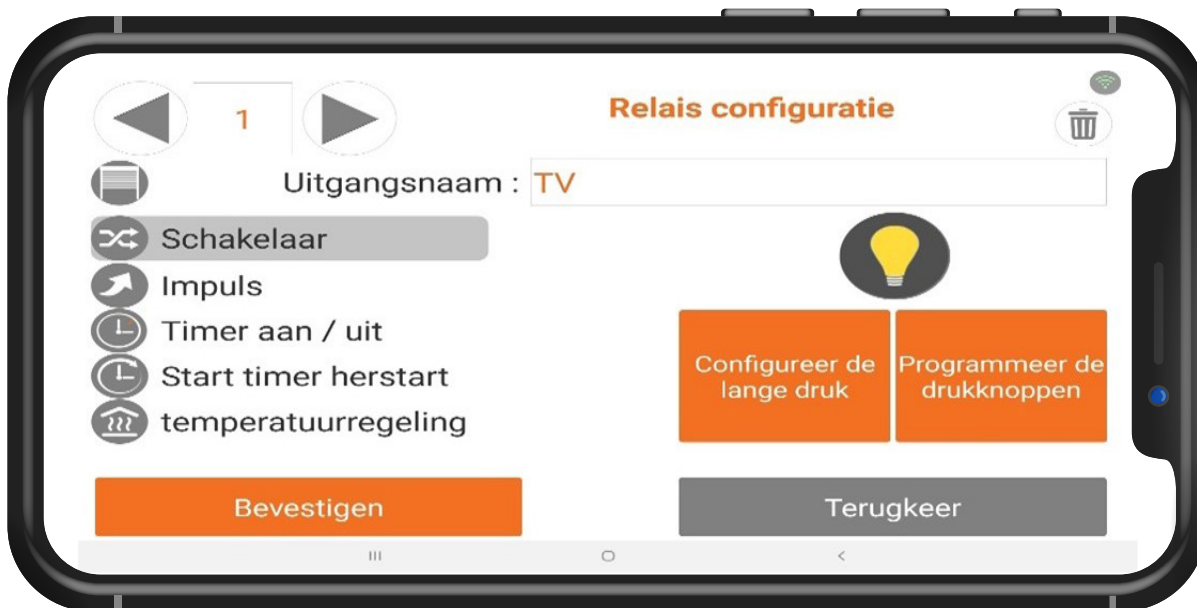 1
Relais configuratie
Uitgangsnaam : TV
Schakelaar
Impuls
Timer aan / uit
Start timer herstart
temperatuurregeling
Configureer de
lange druk
Programmeer de
drukknoppen
Bevestigen
Terugkeer